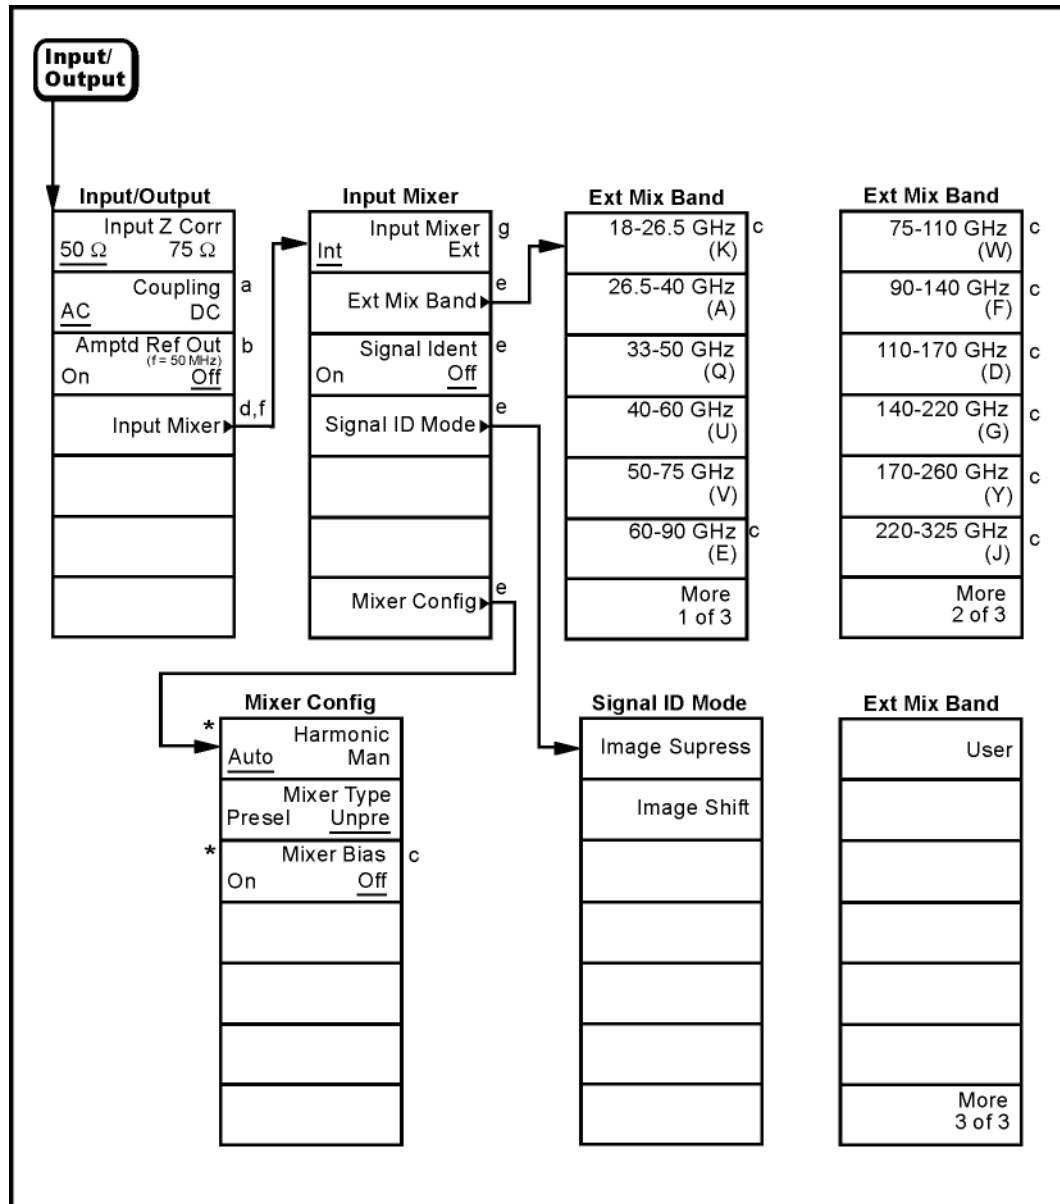 Input/
Output
Input/Output
Input Z Corr
50 Ω 75 Ω
Coupling a
AC DC
Amptd Ref Out b
(f = 50 MHz)
On Off
Input Mixer d,f
Input Mixer
Input Mixer g
Int Ext
Ext Mix Band e
Signal Ident e
On Off
Signal ID Mode e
Mixer Config e
Ext Mix Band
18-26.5 GHz c
(K)
26.5-40 GHz
(A)
33-50 GHz
(Q)
40-60 GHz
(U)
50-75 GHz
(V)
60-90 GHz c
(E)
More
1 of 3
Ext Mix Band
75-110 GHz c
(W)
90-140 GHz c
(F)
110-170 GHz c
(D)
140-220 GHz c
(G)
170-260 GHz c
(Y)
220-325 GHz c
(J)
More
2 of 3
Mixer Config
* Harmonic
Auto Man
Mixer Type
Presel Unpre
* Mixer Bias c
On Off
Signal ID Mode
Image Supress
Image Shift
Ext Mix Band
User
More
3 of 3